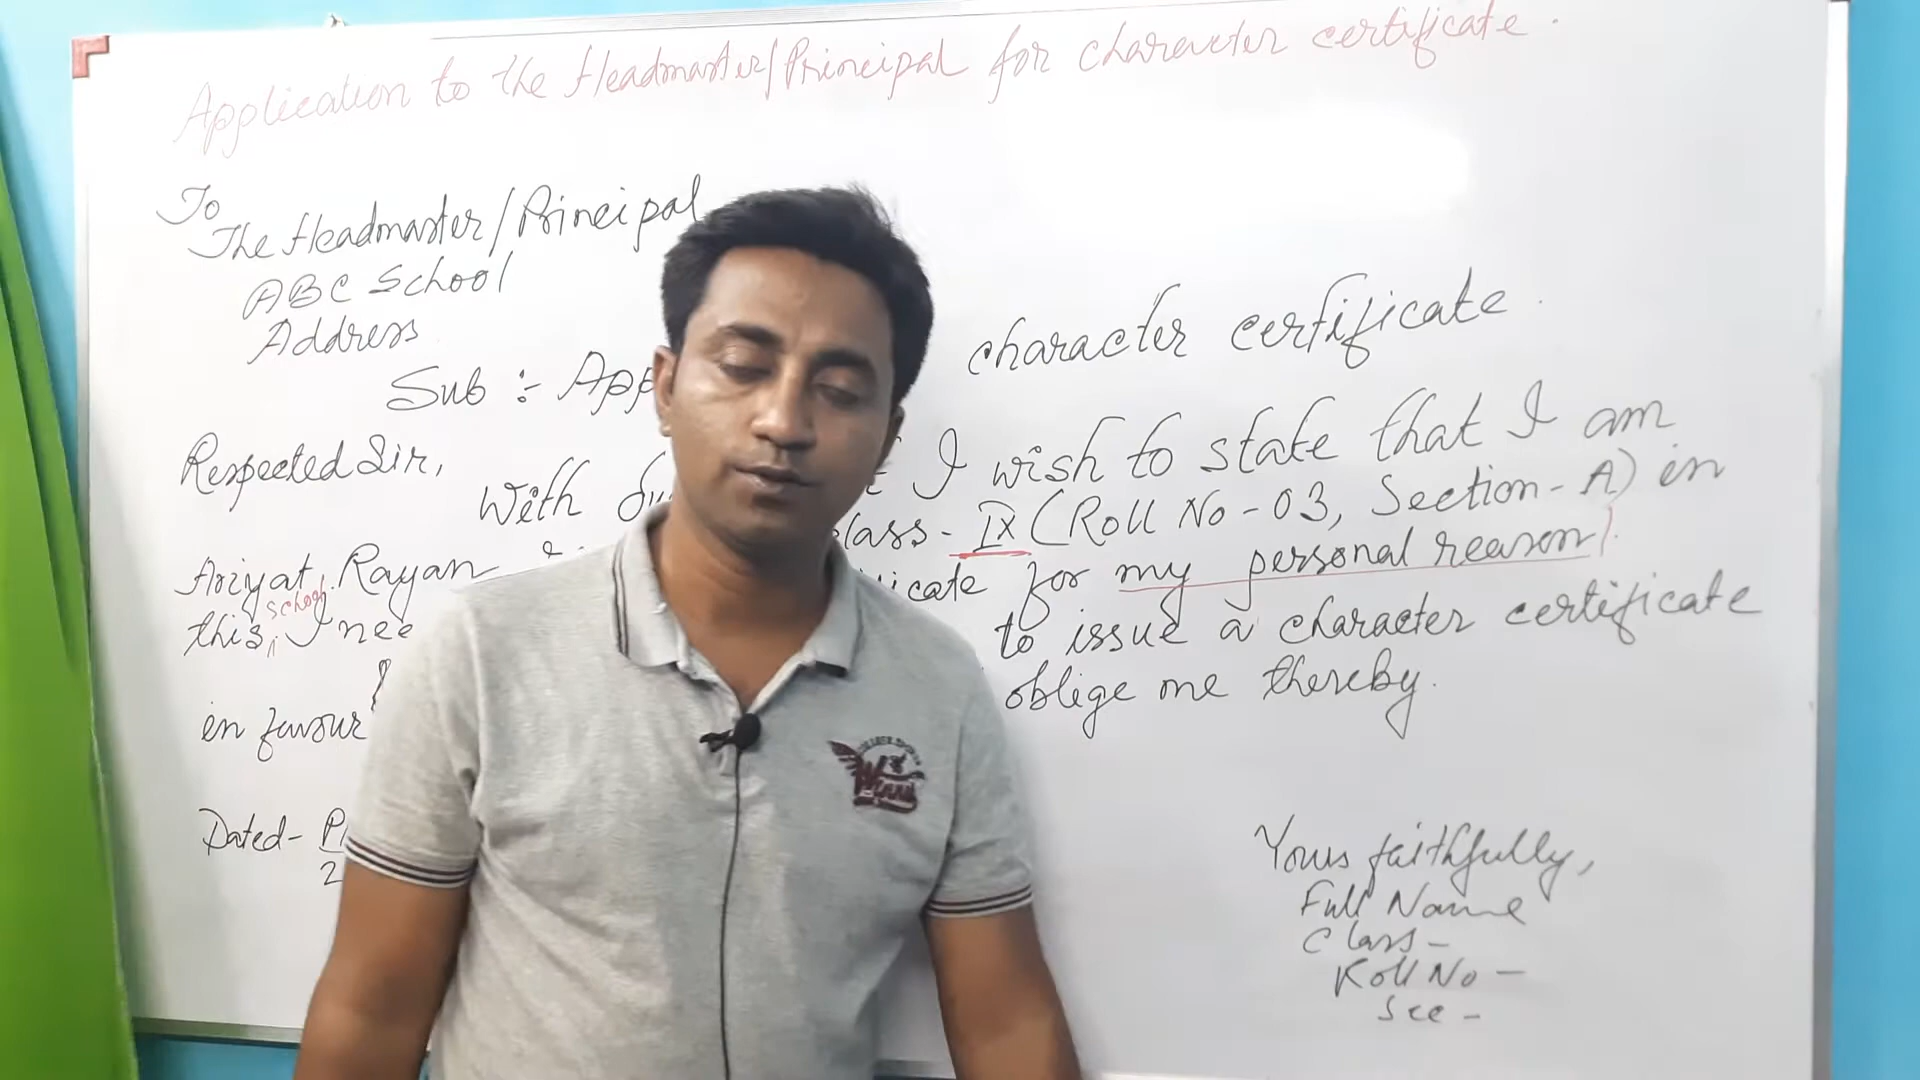 Application to the Headmaster/Principal for character certificate.
To
The Headmaster/Principal
ABC School
Address
Sub :- App character certificate.
Respected Sir,
With I wish to state that I am
Ariyat Rayan class - IX (Roll No - 03, Section - A) in
this school, I nee icate for my personal reason).
to issue a character certificate
in favour oblige me thereby.
Dated -
Yours faithfully,
Full Name
Class -
Roll No -
Sec -